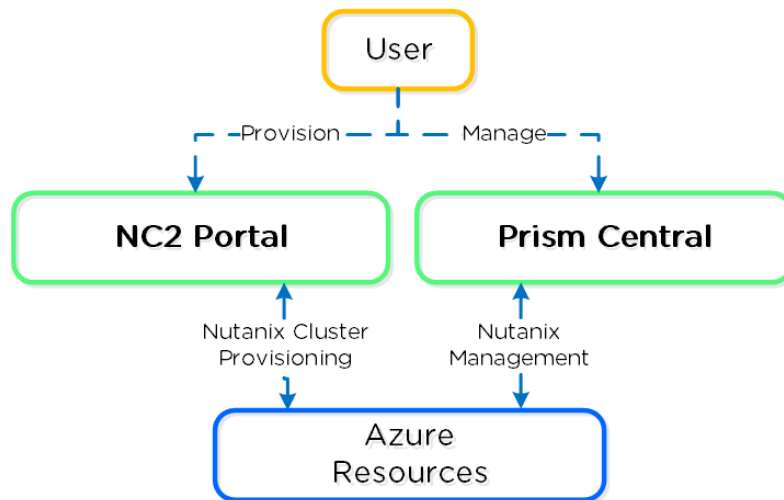 User
Provision
Manage
NC2 Portal
Prism Central
Nutanix Cluster
Provisioning
Nutanix
Management
Azure
Resources